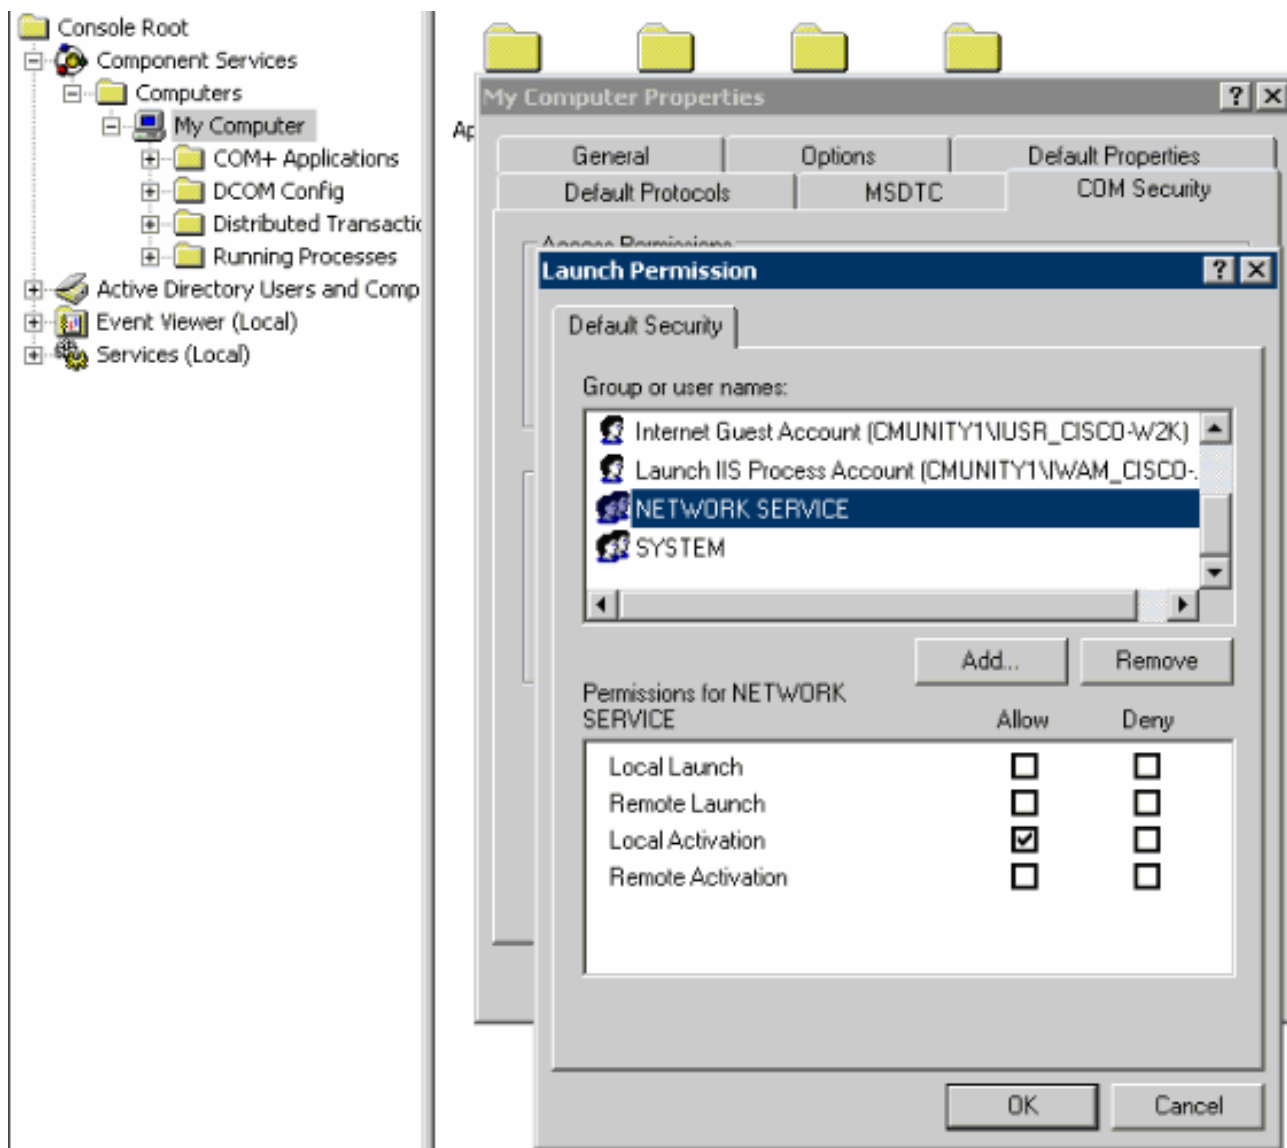 Console Root
Component Services
Computers
My Computer
COM+ Applications
DCOM Config
Distributed Transactic
Running Processes
Active Directory Users and Comp
Event Viewer (Local)
Services (Local)
Ap
My Computer Properties
General
Options
Default Properties
Default Protocols
MSDTC
COM Security
Access Permissions
Launch Permission
Default Security
Group or user names:
Internet Guest Account (CMUNITY1\IUSR_CISCO-W2K)
Launch IIS Process Account (CMUNITY1\IWAM_CISCO-.
NETWORK SERVICE
SYSTEM
Add...
Remove
Permissions for NETWORK
SERVICE
Allow
Deny
Local Launch
Remote Launch
Local Activation
Remote Activation
OK
Cancel